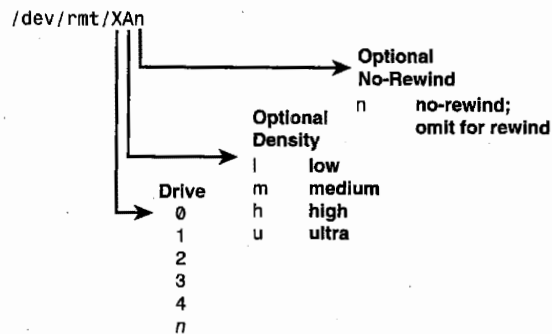 /dev/rmt/XAn
Optional
No-Rewind
n no-rewind;
omit for rewind
Optional
Density
l low
m medium
h high
u ultra
Drive
0
1
2
3
4
n